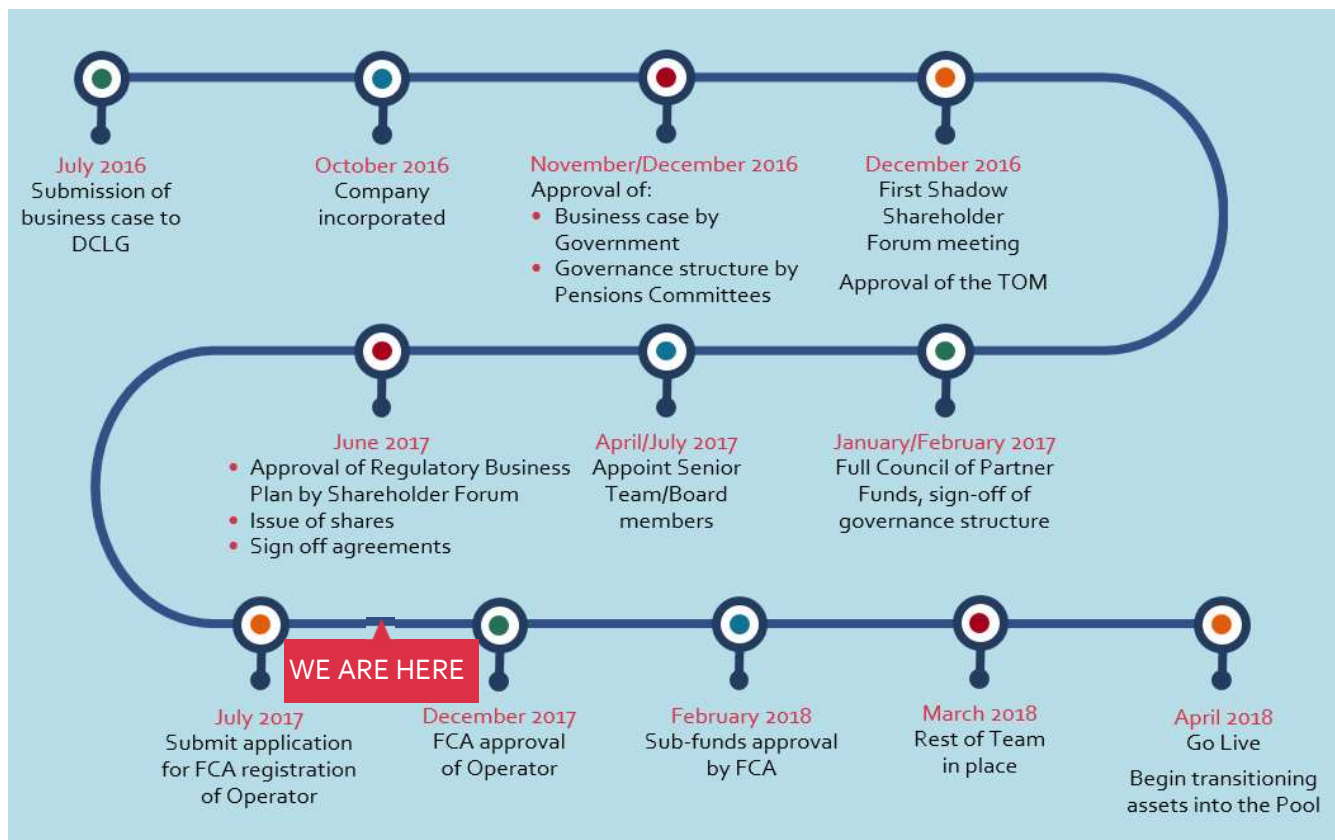 July 2016
Submission of
business case to
DCLG
October 2016
Company
incorporated
November/December 2016
Approval of:
• Business case by
Government
• Governance structure by
Pensions Committees
December 2016
First Shadow
Shareholder
Forum meeting
Approval of the TOM
June 2017
• Approval of Regulatory Business
Plan by Shareholder Forum
• Issue of shares
• Sign off agreements
April/July 2017
Appoint Senior
Team/Board
members
January/February 2017
Full Council of Partner
Funds, sign-off of
governance structure
WE ARE HERE
July 2017
Submit application
for FCA registration
of Operator
December 2017
FCA approval
of Operator
February 2018
Sub-funds approval
by FCA
March 2018
Rest of Team
in place
April 2018
Go Live
Begin transitioning
assets into the Pool